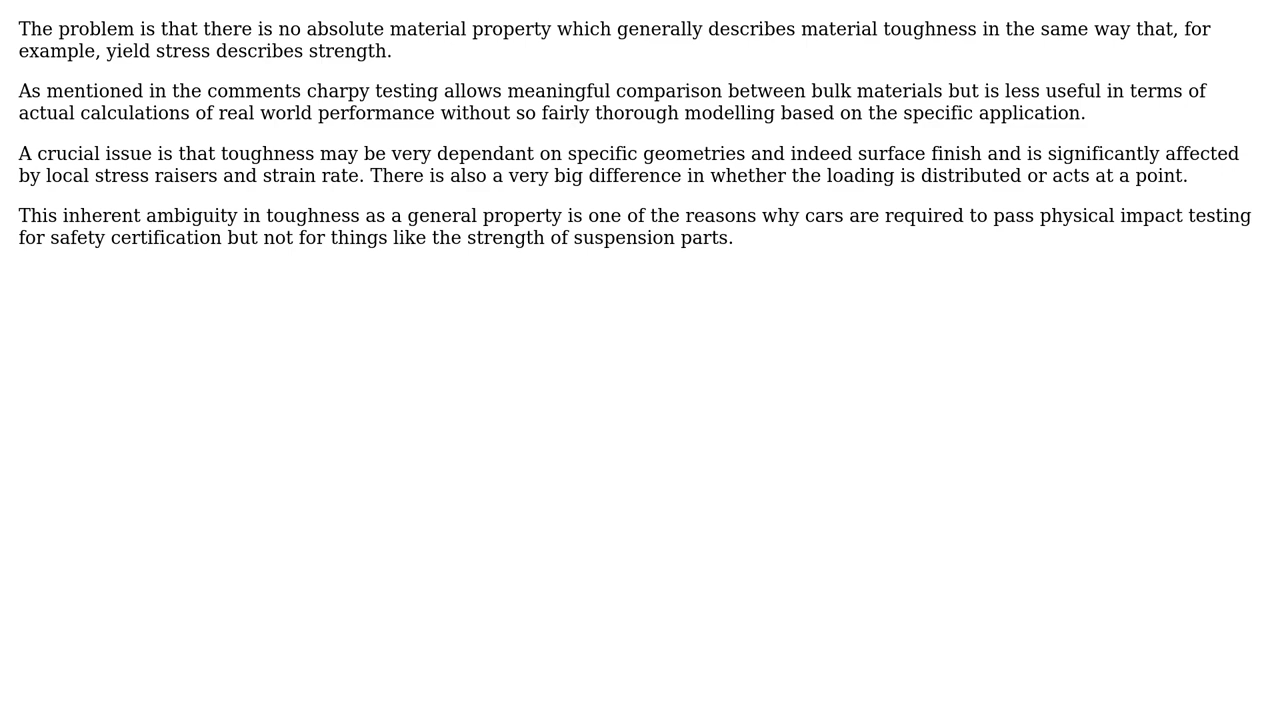 The problem is that there is no absolute material property which generally describes material toughness in the same way that, for
example, yield stress describes strength.
As mentioned in the comments charpy testing allows meaningful comparison between bulk materials but is less useful in terms of
actual calculations of real world performance without so fairly thorough modelling based on the specific application.
A crucial issue is that toughness may be very dependant on specific geometries and indeed surface finish and is significantly affected
by local stress raisers and strain rate. There is also a very big difference in whether the loading is distributed or acts at a point.
This inherent ambiguity in toughness as a general property is one of the reasons why cars are required to pass physical impact testing
for safety certification but not for things like the strength of suspension parts.